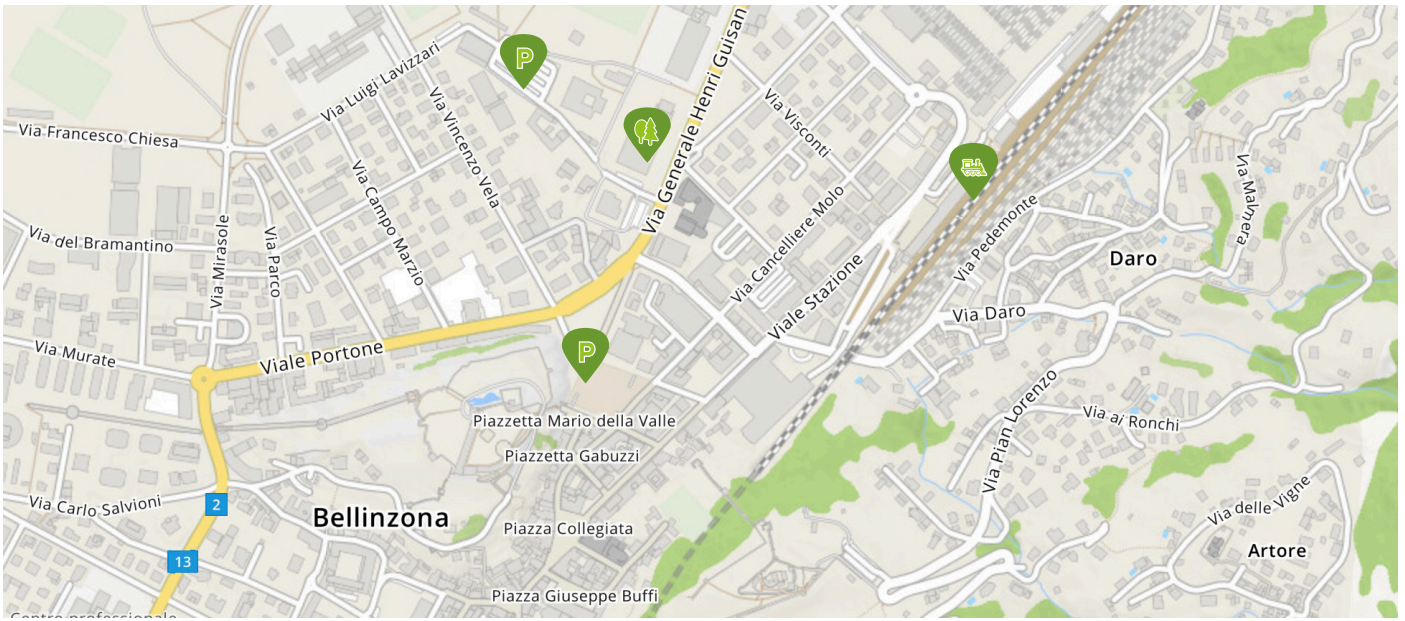 Via Luigi Lavizzari
P
Via Generale Henri Guisan
Via Francesco Chiesa
Via Vincenzo Vela
Via Visconti
Via Campo Marzio
Via Cancelliere Molo
Via Pedemonte
Via Malmera
Via del Bramantino
Via Mirasole
Via Parco
Viale Stazione
Daro
Via Daro
Via Murate
Viale Portone
P
Piazzetta Mario della Valle
Via Pian Lorenzo
Via ai Ronchi
Piazzetta Gabuzzi
Via Carlo Salvioni
2
Bellinzona
Piazza Collegiata
Via delle Vigne
Artore
13
Piazza Giuseppe Buffi
Centro professionale